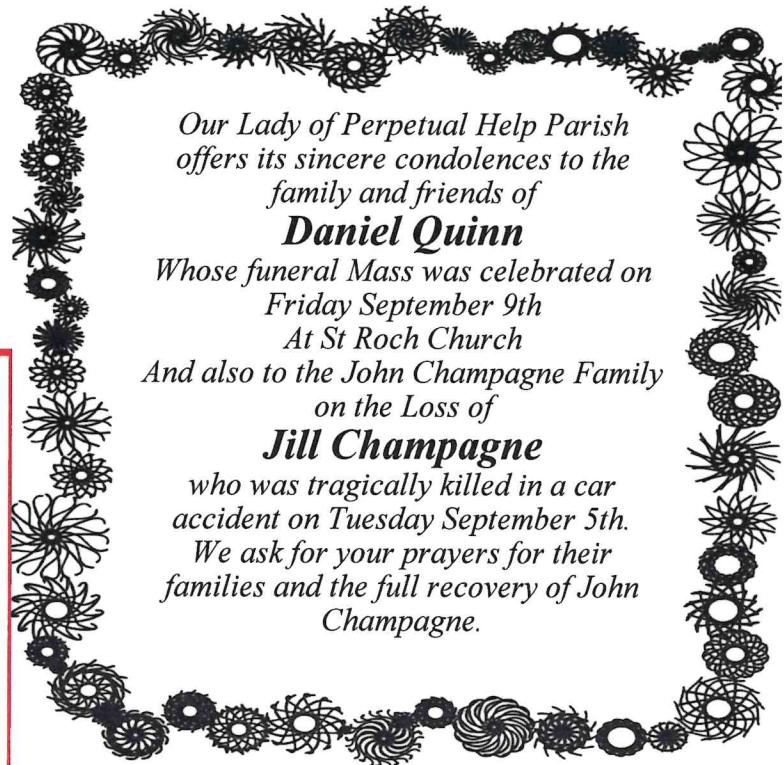 Our Lady of Perpetual Help Parish
offers its sincere condolences to the
family and friends of
Daniel Quinn
Whose funeral Mass was celebrated on
Friday September 9th
At St Roch Church
And also to the John Champagne Family
on the Loss of
Jill Champagne
who was tragically killed in a car
accident on Tuesday September 5th.
We ask for your prayers for their
families and the full recovery of John
Champagne.